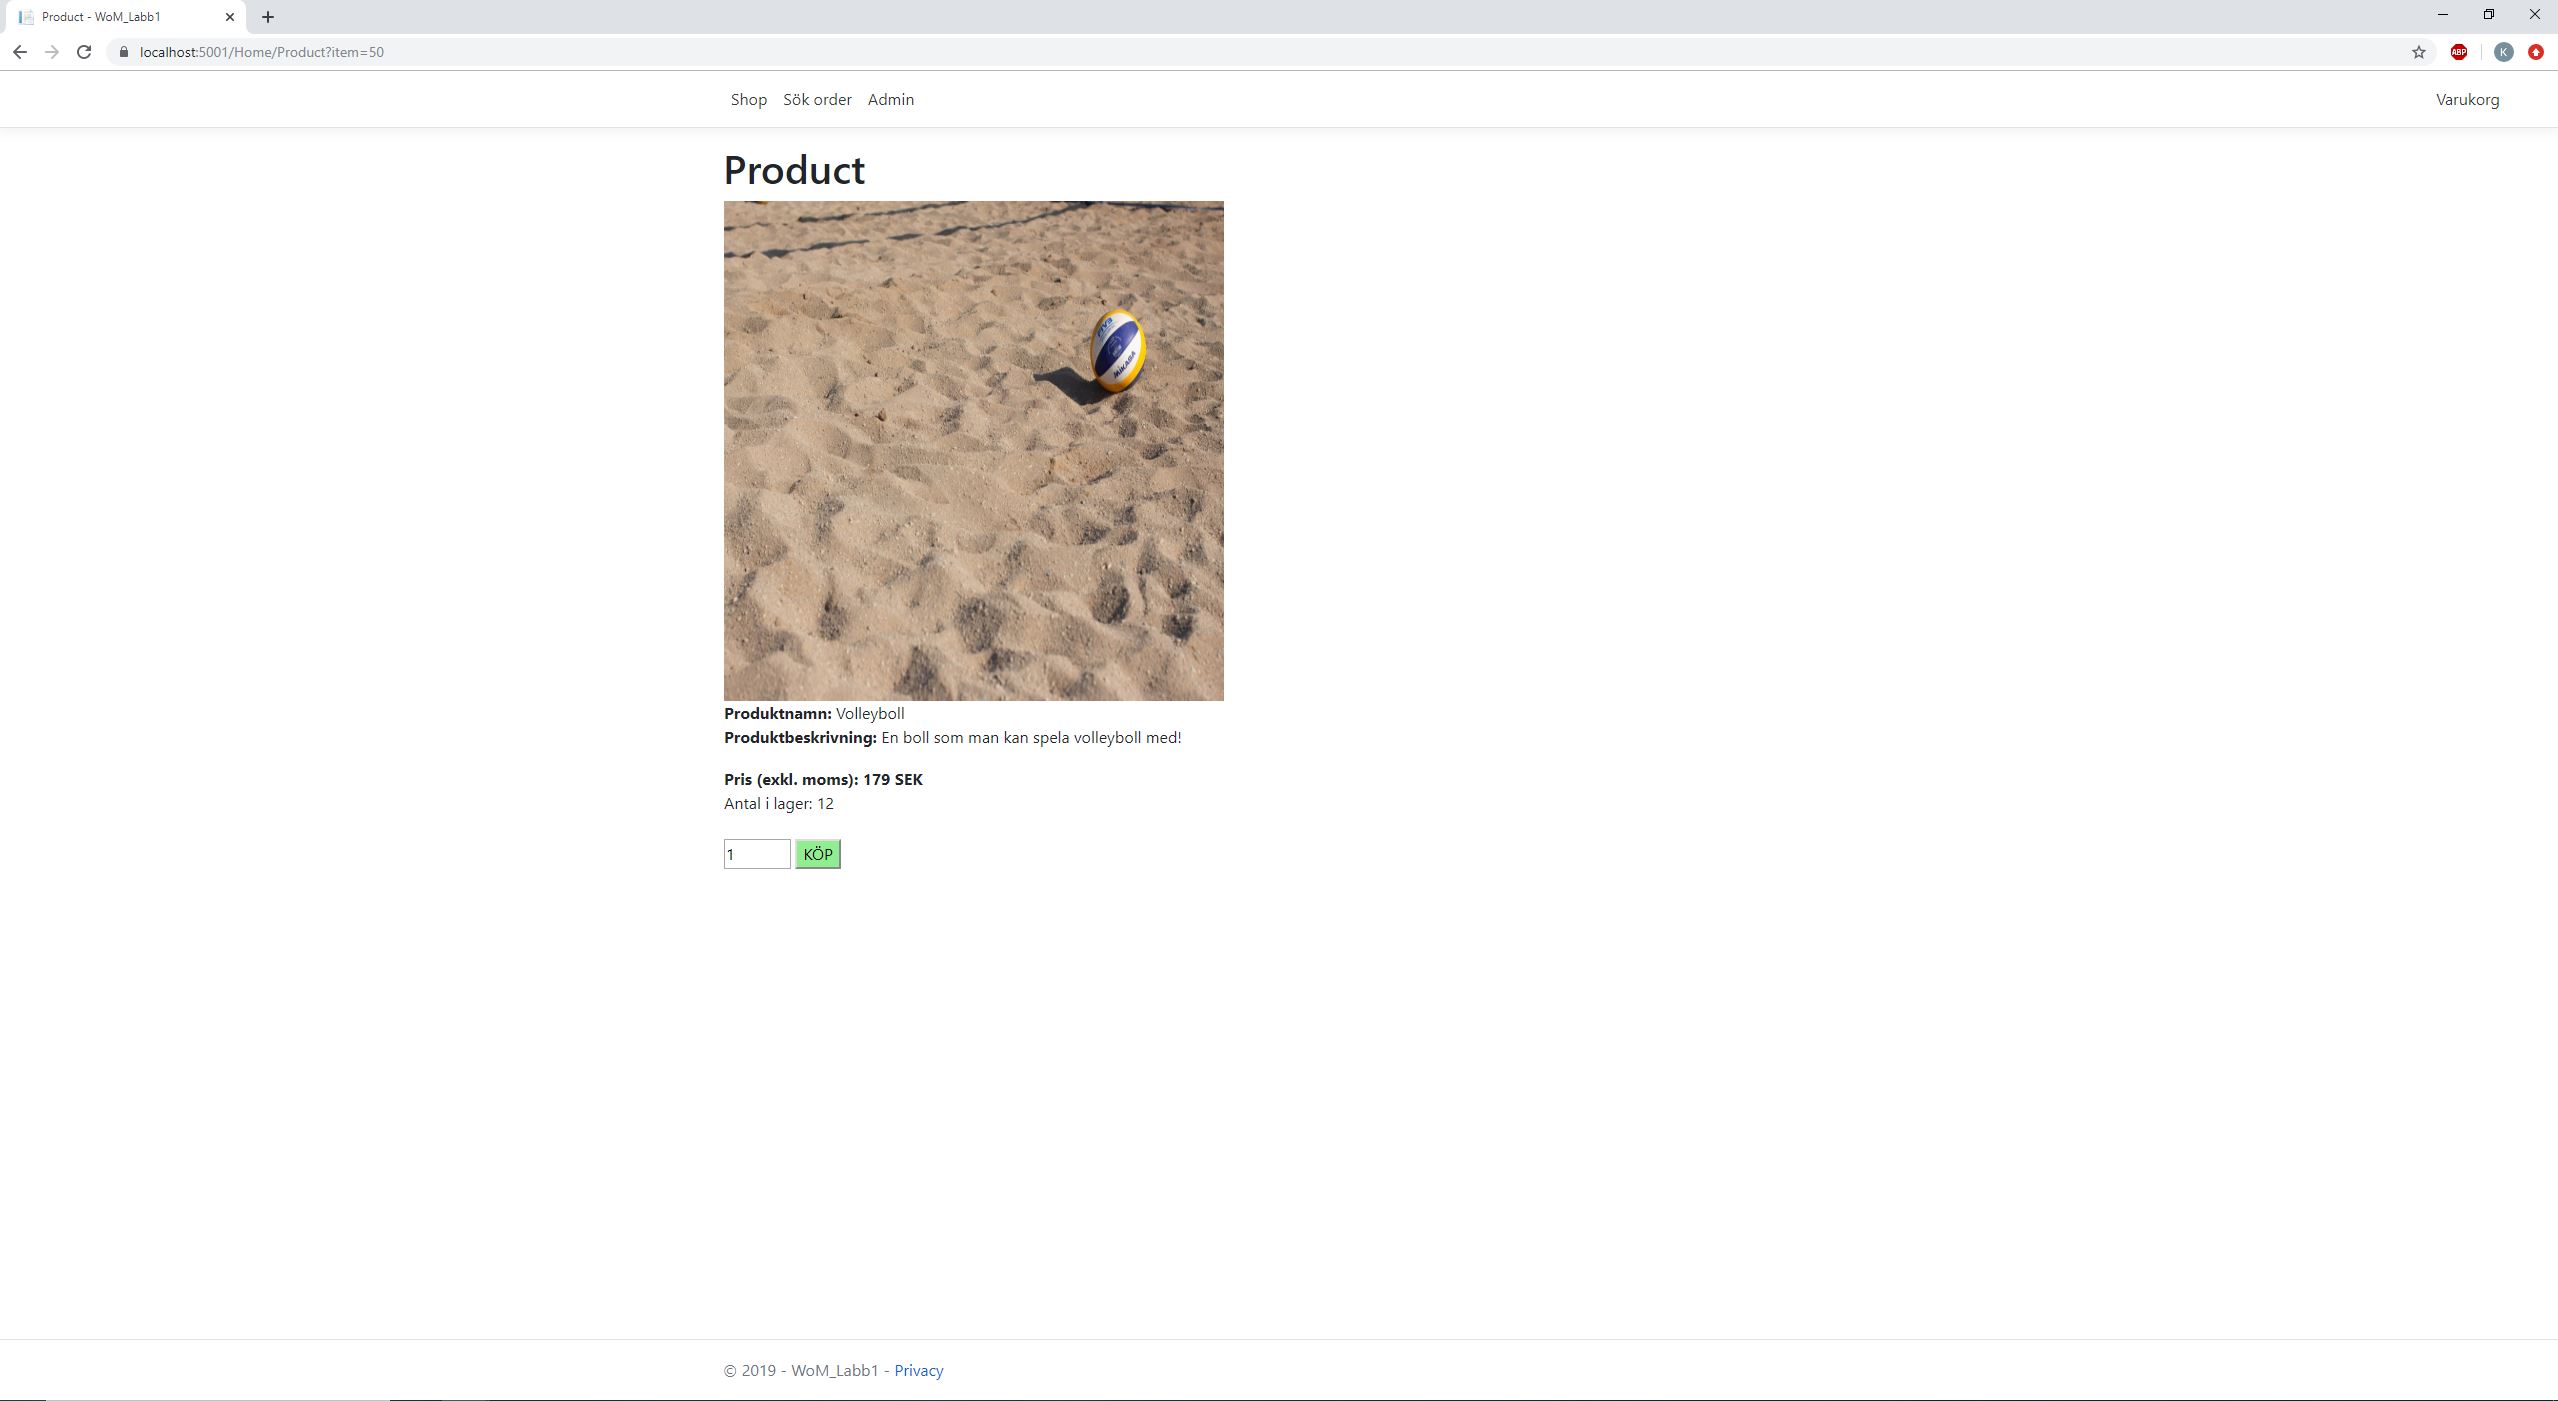 Product - WoM_Labb1
localhost:5001/Home/Product?item=50
ABP
K
Shop Sök order Admin Varukorg
Product
MIKASA
Produktnamn: Volleyboll
Produktbeskrivning: En boll som man kan spela volleyboll med!
Pris (exkl. moms): 179 SEK
Antal i lager: 12
1 KÖP
© 2019 - WoM_Labb1 - Privacy